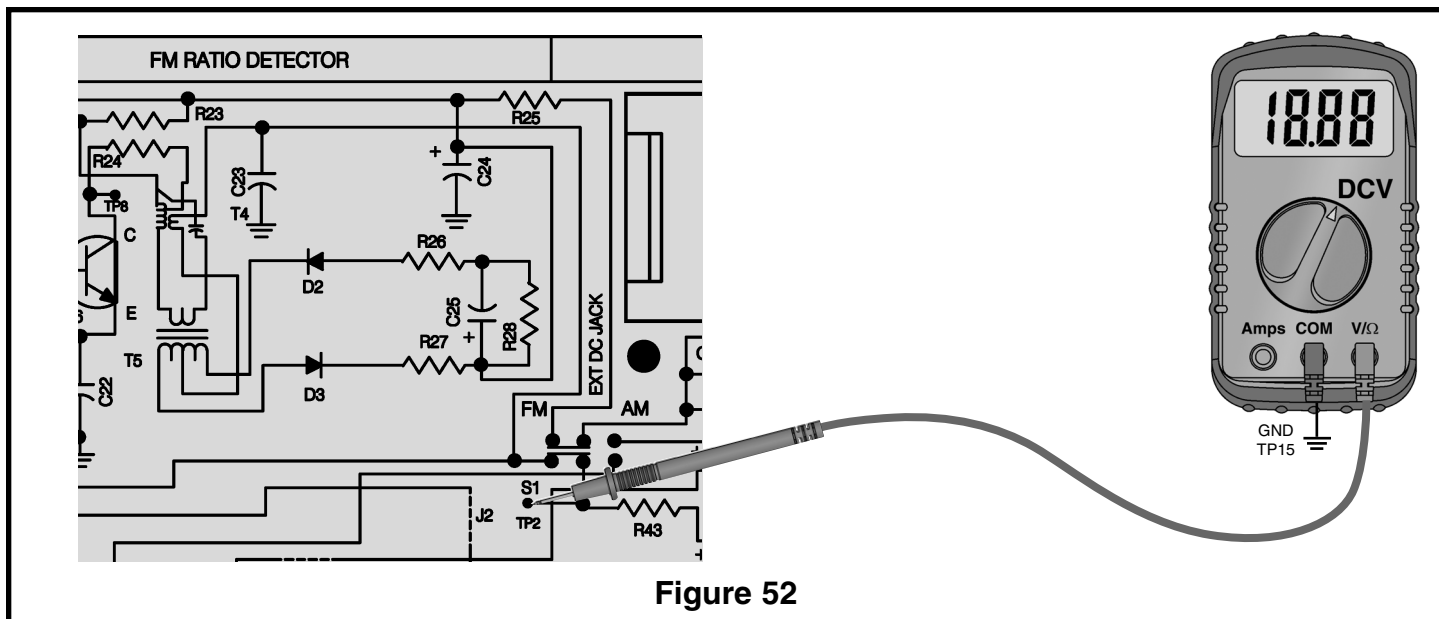 FM RATIO DETECTOR
18.88
DCV
R23
R25
R24
C23
C24
+
TP8
T4
C
R26
D2
E
C25
R28
EXT DC JACK
+
R27
T5
C22
D3
FM
AM
Amps COM V/Ω
GND
TP15
S1
TP2
J2
R43
Figure 52